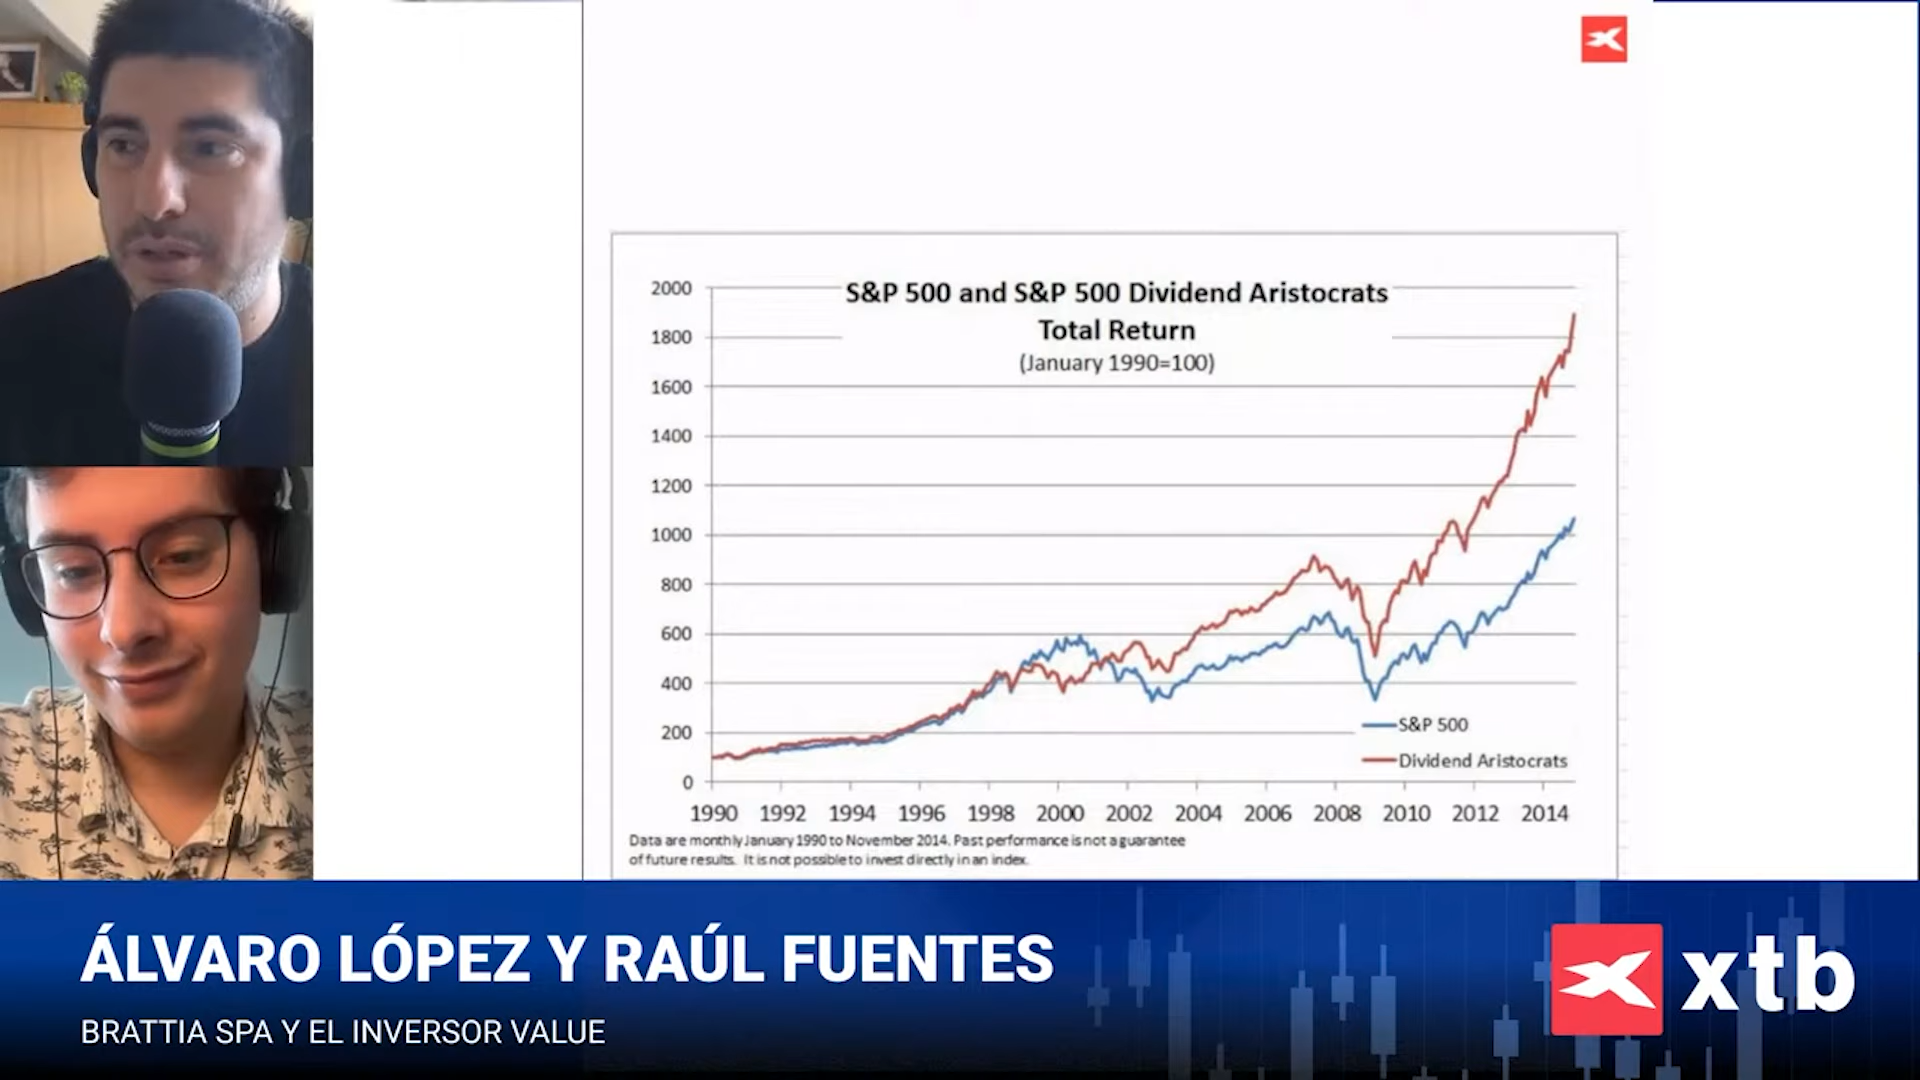 S&P 500 and S&P 500 Dividend Aristocrats
Total Return
(January 1990=100)
2000
1800
1600
1400
1200
1000
800
600
400
200
0
S&P 500
Dividend Aristocrats
1990 1992 1994 1996 1998 2000 2002 2004 2006 2008 2010 2012 2014
Data are monthly January 1990 to November 2014. Past performance is not a guarantee
of future results. It is not possible to invest directly in an index.
ÁLVARO LÓPEZ Y RAÚL FUENTES
BRATTIA SPA Y EL INVERSOR VALUE
xtb